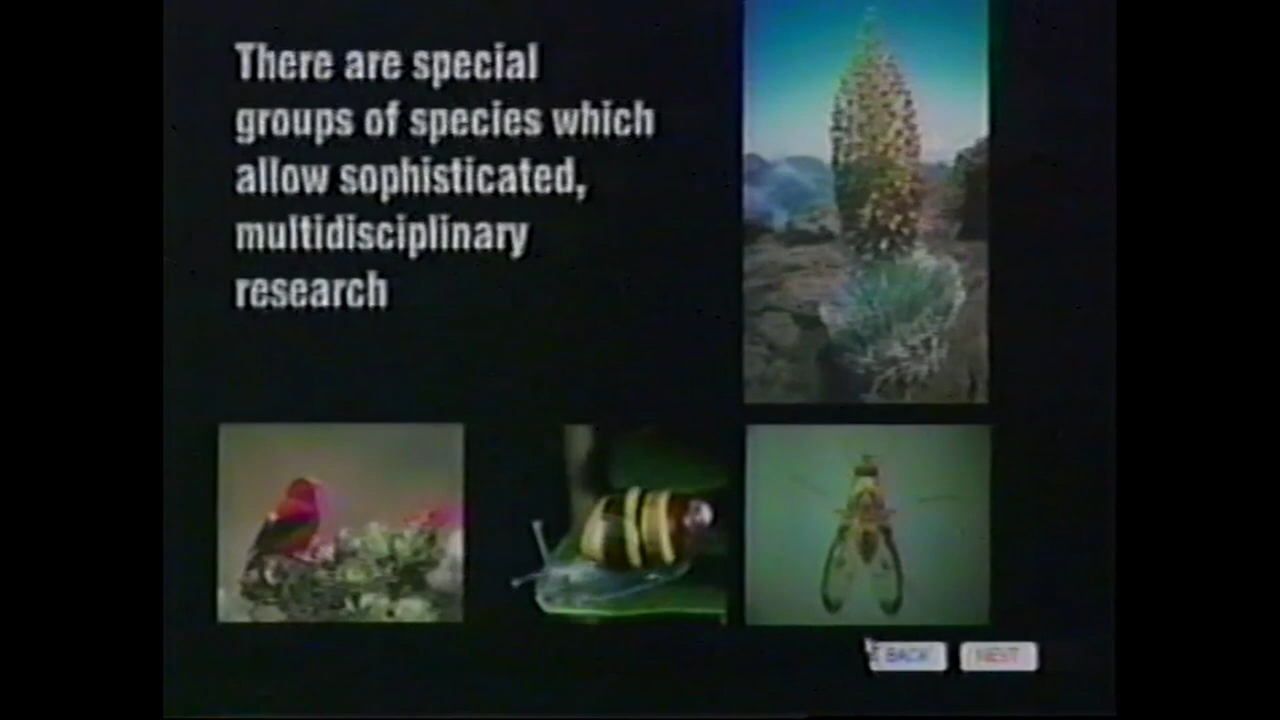 There are special
groups of species which
allow sophisticated,
multidisciplinary
research
BACK
NEXT